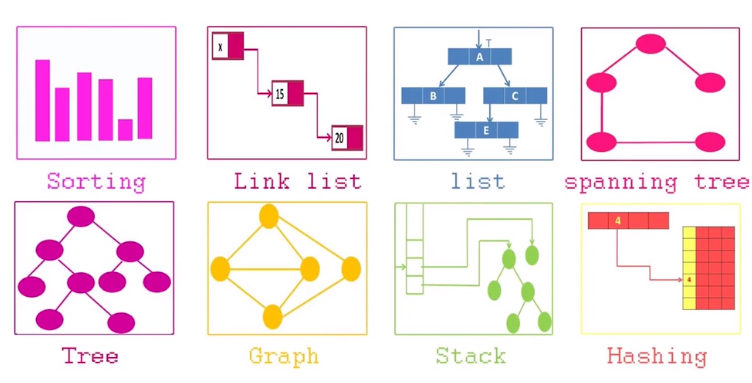 x
15
20
T
A
B
C
E
Sorting
Link list
list
spanning tree
4
4
Tree
Graph
Stack
Hashing